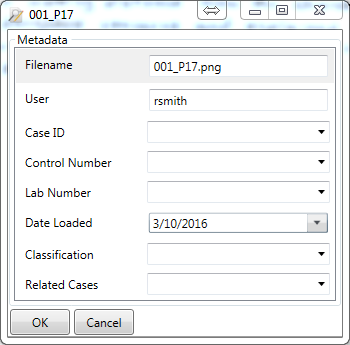 001_P17
Metadata
Filename 001_P17.png
User rsmith
Case ID
Control Number
Lab Number
Date Loaded 3/10/2016
Classification
Related Cases
OK Cancel